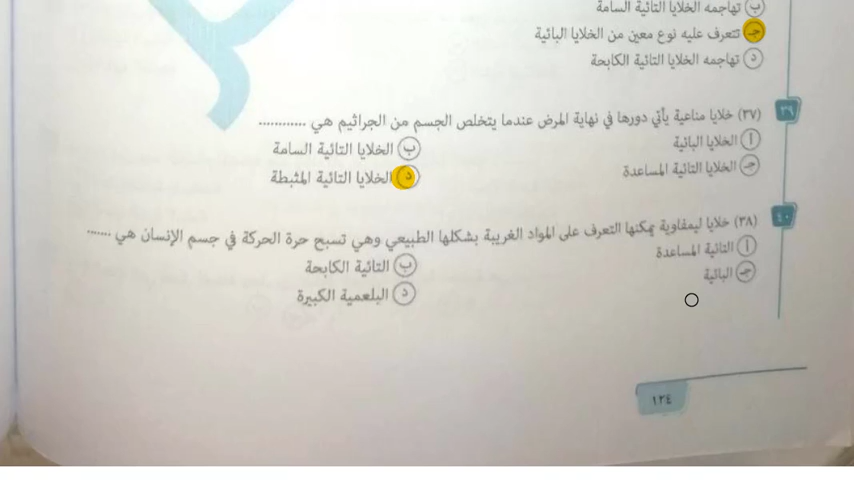 ب تهاجمه الخلايا التائية السامة
جـ تتعرف عليه نوع معين من الخلايا البائية
د تهاجمه الخلايا التائية الكابحة
٣٩ (٣٧) خلايا مناعية يأتي دورها في نهاية المرض عندما يتخلص الجسم من الجراثيم هي ............
أ الخلايا البائية ب الخلايا التائية السامة
جـ الخلايا التائية المساعدة د الخلايا التائية المثبطة
٤٠ (٣٨) خلايا ليمفاوية يمكنها التعرف على المواد الغريبة بشكلها الطبيعي وهي تسبح حرة الحركة في جسم الإنسان هي .......
أ التائية المساعدة ب التائية الكابحة
جـ البائية د البلعمية الكبيرة
١٣٤